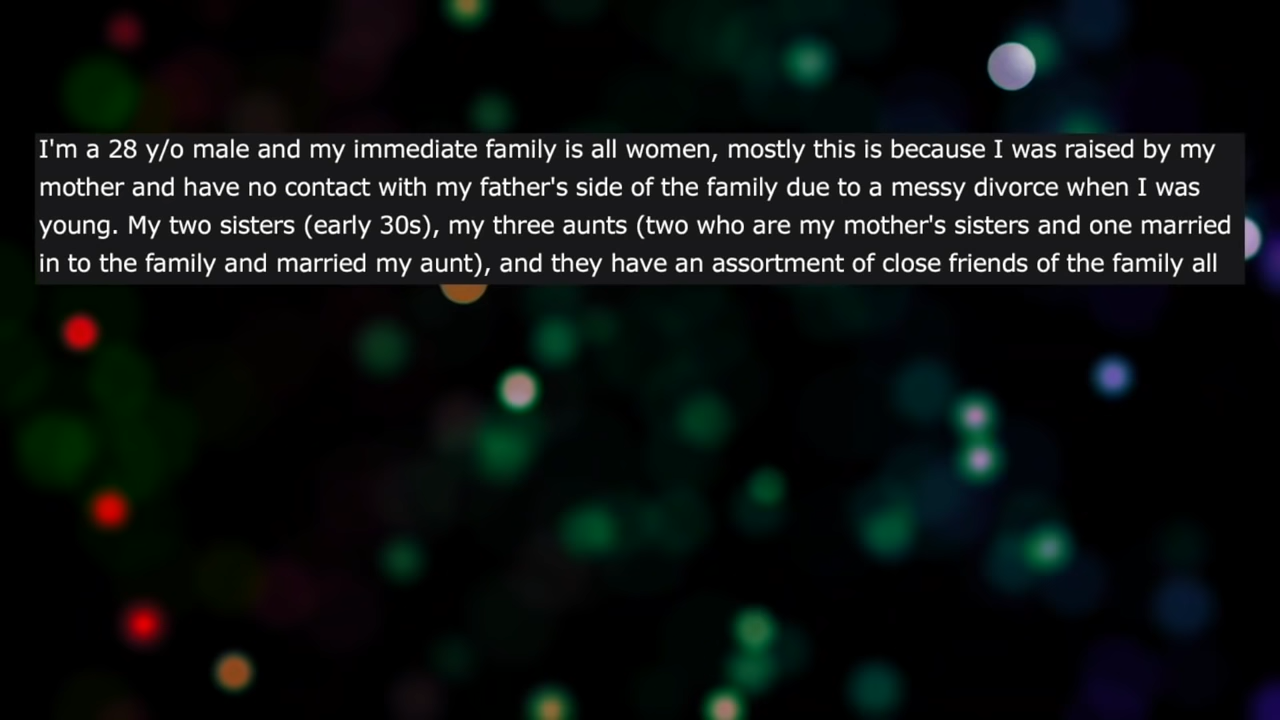 I'm a 28 y/o male and my immediate family is all women, mostly this is because I was raised by my
mother and have no contact with my father's side of the family due to a messy divorce when I was
young. My two sisters (early 30s), my three aunts (two who are my mother's sisters and one married
in to the family and married my aunt), and they have an assortment of close friends of the family all